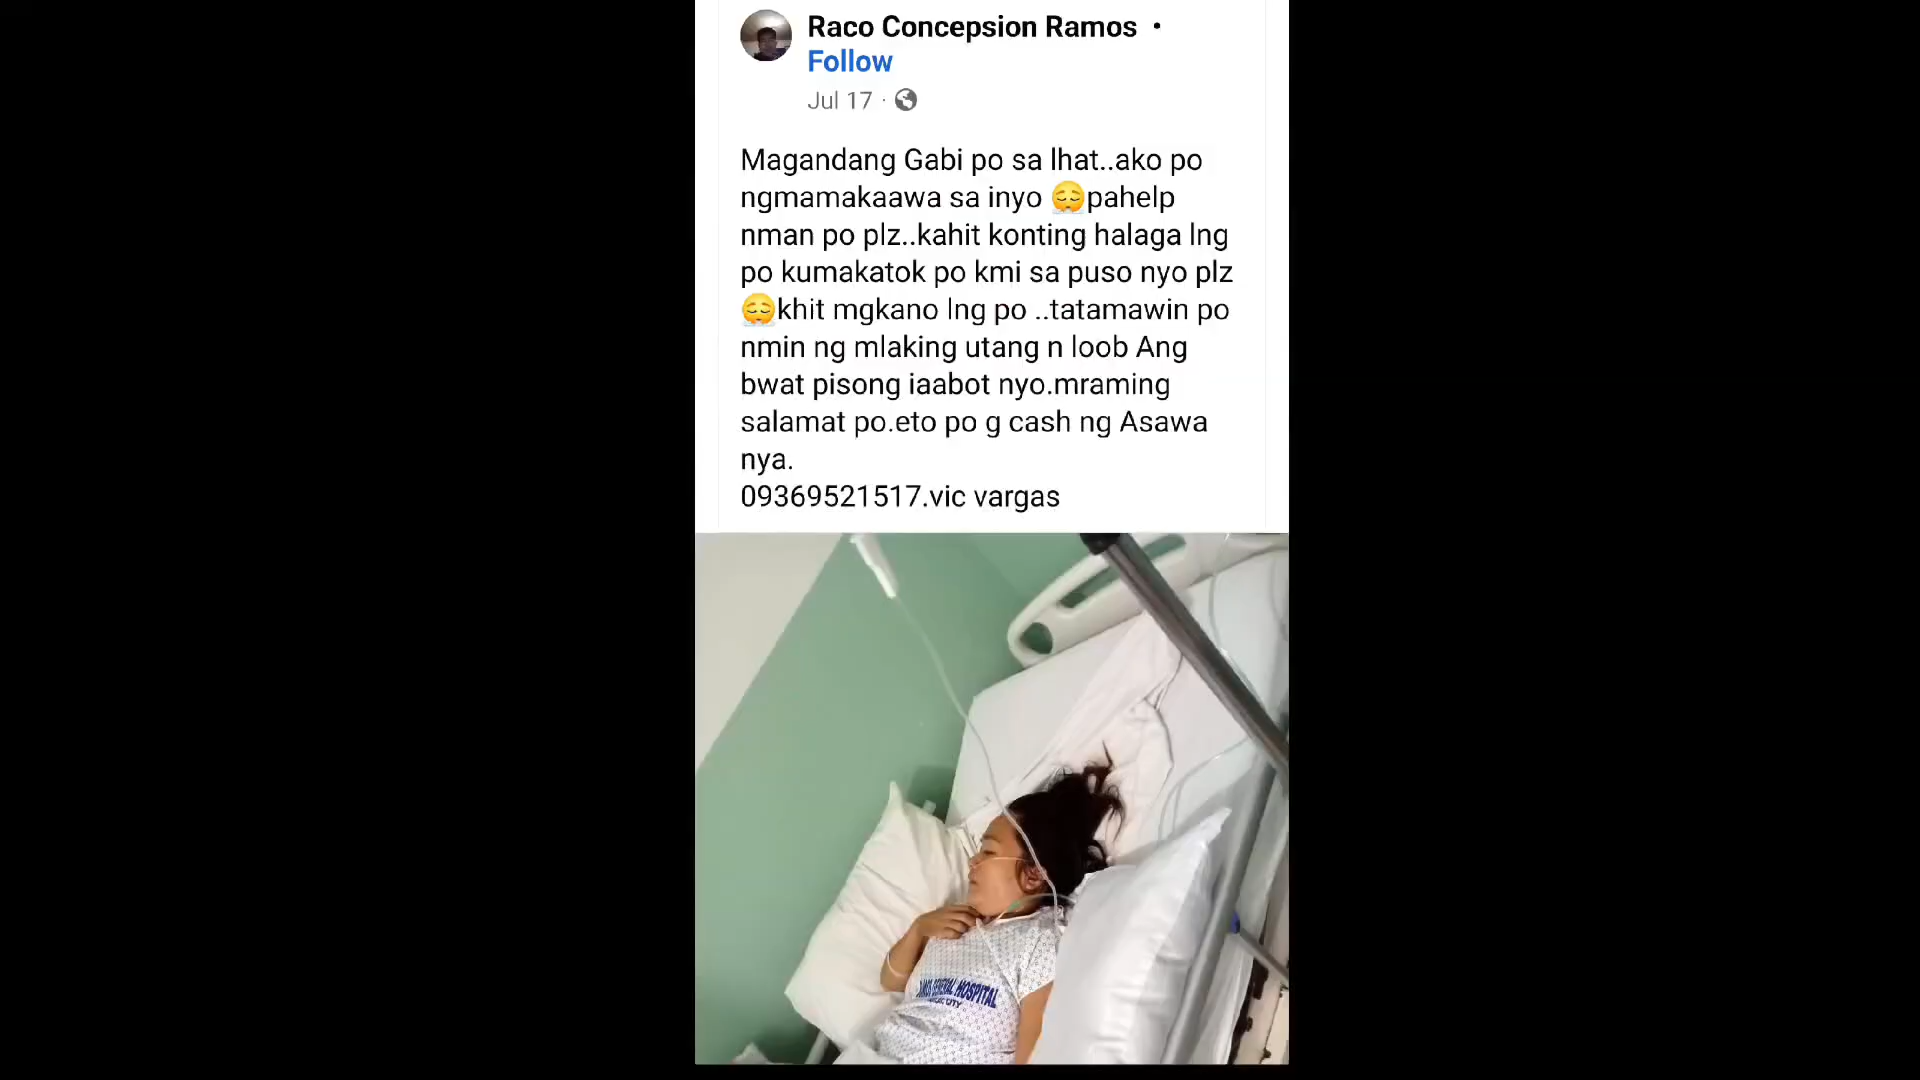 Raco Concepsion Ramos •
Follow
Jul 17 ·
Magandang Gabi po sa lhat..ako po
ngmamakaawa sa inyo 😌pahelp
nman po plz..kahit konting halaga lng
po kumakatok po kmi sa puso nyo plz
😌khit mgkano lng po ..tatamawin po
nmin ng mlaking utang n loob Ang
bwat pisong iaabot nyo.mraming
salamat po.eto po g cash ng Asawa
nya.
09369521517.vic vargas
GENERAL HOSPITAL
CITY